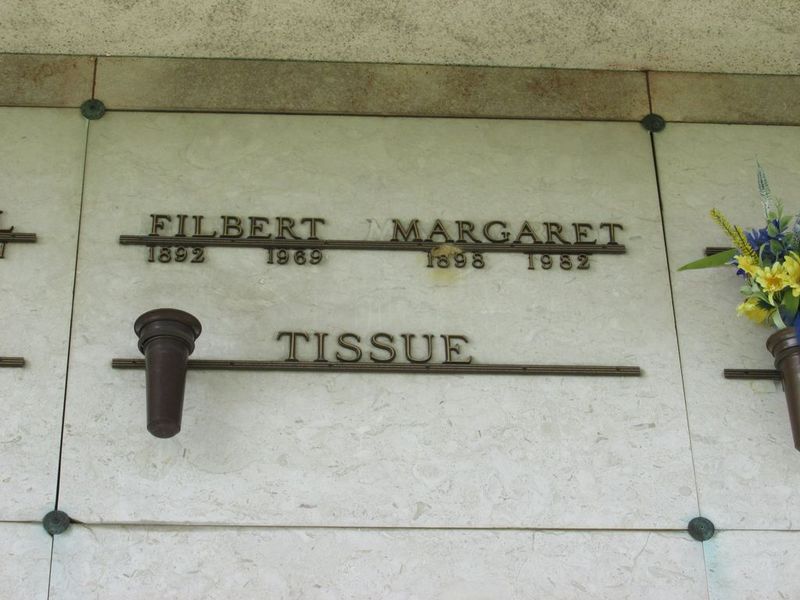 FILBERT MARGARET
1892 1969 1898 1982
TISSUE